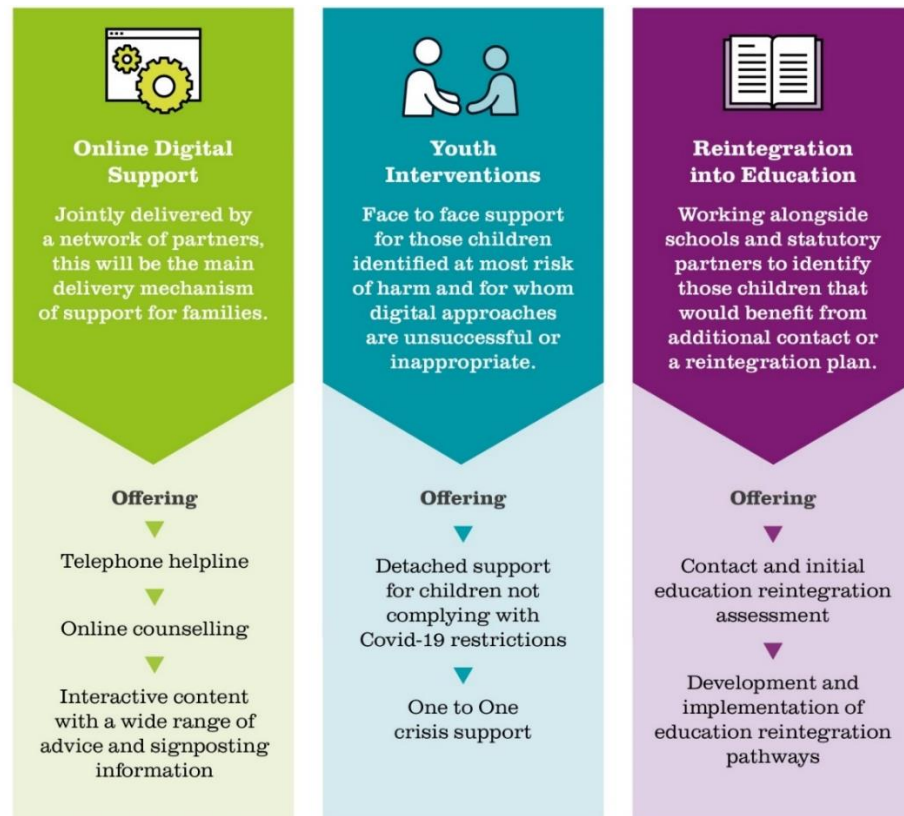 Online Digital
Support
Jointly delivered by
a network of partners,
this will be the main
delivery mechanism
of support for families.
Offering
Telephone helpline
Online counselling
Interactive content
with a wide range of
advice and signposting
information
Youth
Interventions
Face to face support
for those children
identified at most risk
of harm and for whom
digital approaches
are unsuccessful or
inappropriate.
Offering
Detached support
for children not
complying with
Covid-19 restrictions
One to One
crisis support
Reintegration
into Education
Working alongside
schools and statutory
partners to identify
those children that
would benefit from
additional contact or
a reintegration plan.
Offering
Contact and initial
education reintegration
assessment
Development and
implementation of
education reintegration
pathways